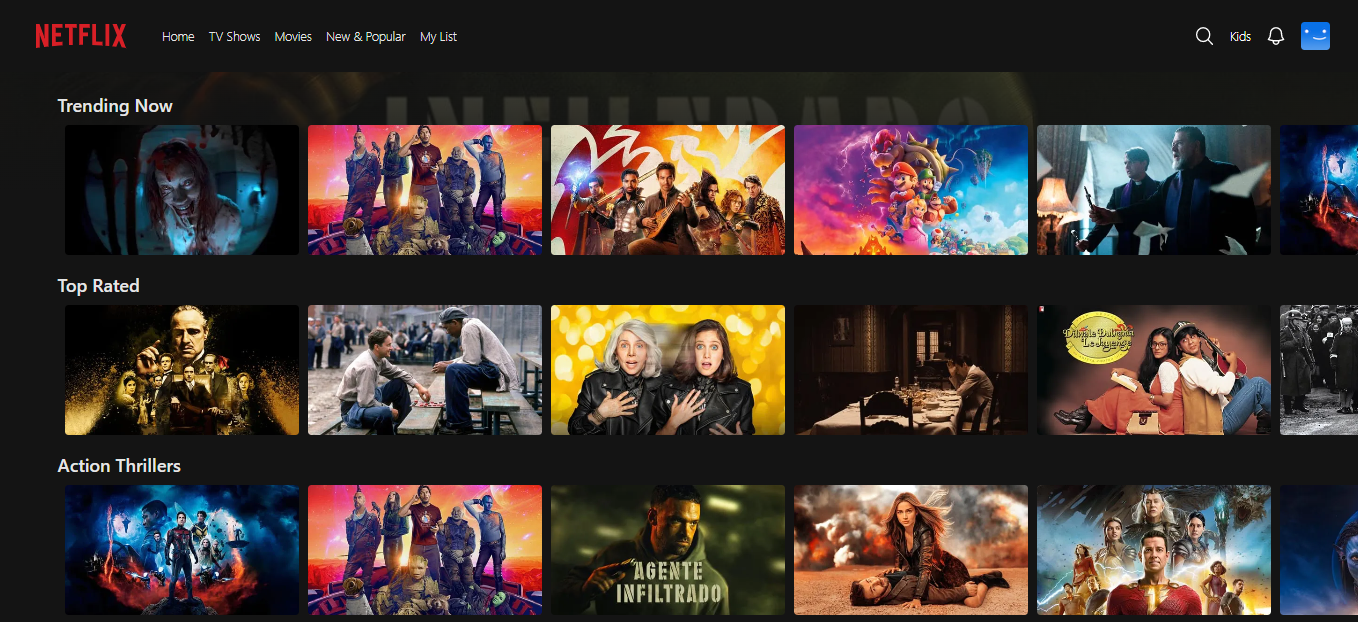 NETFLIX
Home TV Shows Movies New & Popular My List
Kids
INFILTRADO
Trending Now
Top Rated
Dilwale Dulhania
Le Jayenge
Action Thrillers
AGENTE
INFILTRADO